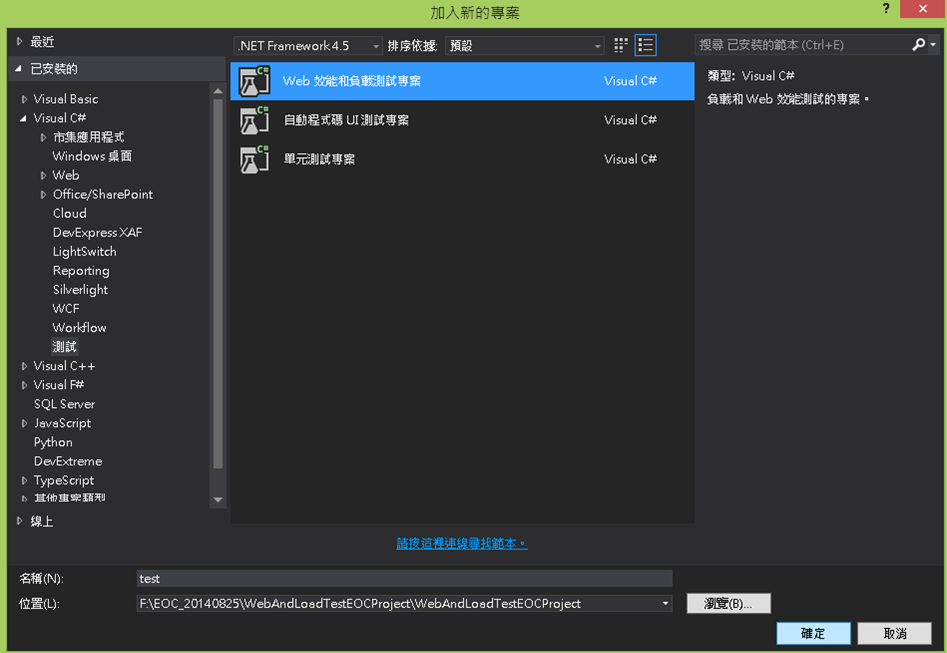 加入新的專案
?
最近
.NET Framework 4.5
排序依據:
預設
搜尋 已安裝的範本 (Ctrl+E)
已安裝的
Visual Basic
Visual C#
市集應用程式
Windows 桌面
Web
Office/SharePoint
Cloud
DevExpress XAF
LightSwitch
Reporting
Silverlight
WCF
Workflow
測試
Visual C++
Visual F#
SQL Server
JavaScript
Python
DevExtreme
TypeScript
其他專案類型
線上
Web 效能和負載測試專案
Visual C#
自動程式碼 UI 測試專案
Visual C#
單元測試專案
Visual C#
類型: Visual C#
負載和 Web 效能測試的專案。
請按這裡連線尋找範本。
名稱(N):
test
位置(L):
F:\EOC_20140825\WebAndLoadTestEOCProject\WebAndLoadTestEOCProject
瀏覽(B)...
確定
取消